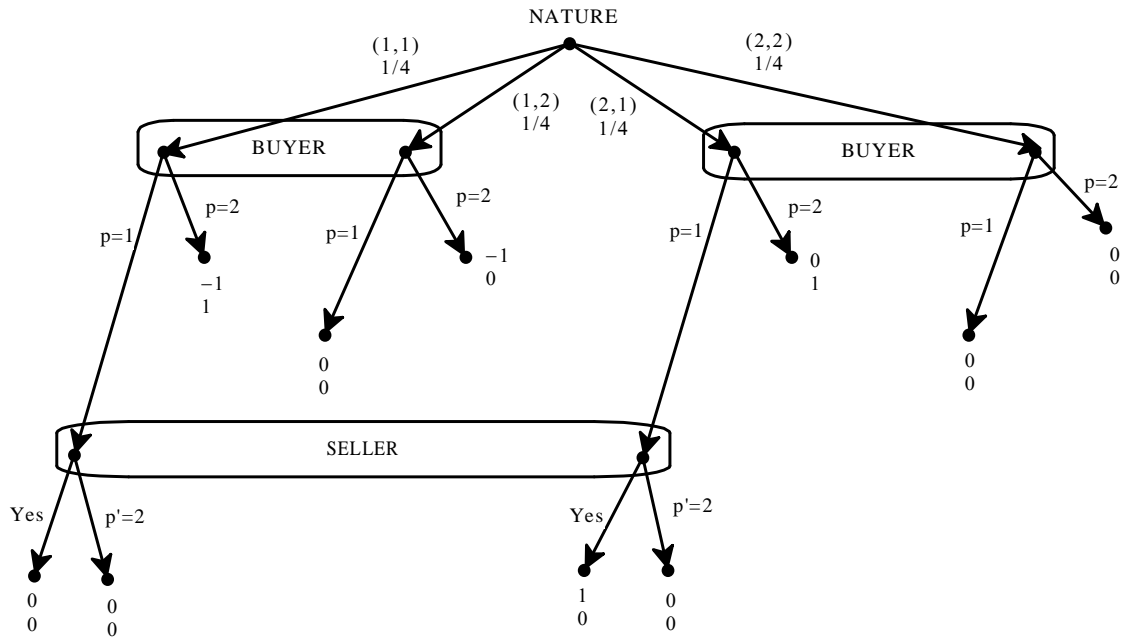 NATURE
(1,1)
1/4
(1,2)
1/4
(2,1)
1/4
(2,2)
1/4
BUYER
BUYER
p=1
p=2
p=1
p=2
p=1
p=2
p=1
p=2
−1
1
−1
0
0
1
0
0
0
0
0
0
SELLER
Yes
p'=2
Yes
p'=2
0
0
0
0
1
0
0
0